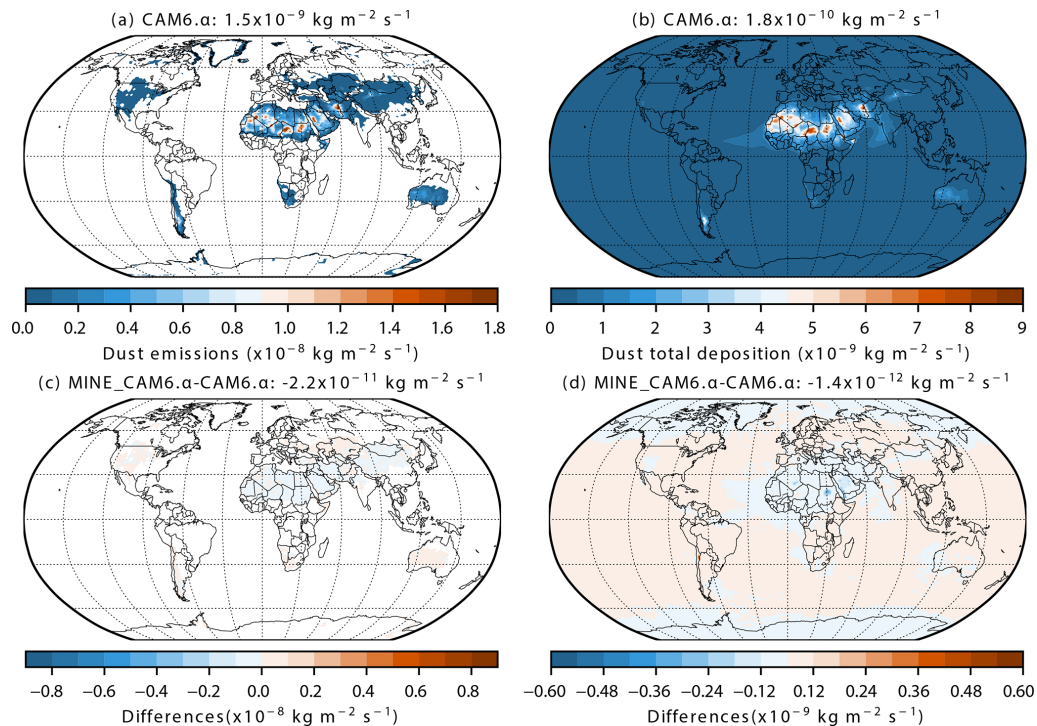 (a) CAM6.α: 1.5x10⁻⁹ kg m⁻² s⁻¹
(b) CAM6.α: 1.8x10⁻¹⁰ kg m⁻² s⁻¹
0.0 0.2 0.4 0.6 0.8 1.0 1.2 1.4 1.6 1.8
Dust emissions (x10⁻⁸ kg m⁻² s⁻¹)
0 1 2 3 4 5 6 7 8 9
Dust total deposition (x10⁻⁹ kg m⁻² s⁻¹)
(c) MINE_CAM6.α-CAM6.α: -2.2x10⁻¹¹ kg m⁻² s⁻¹
(d) MINE_CAM6.α-CAM6.α: -1.4x10⁻¹² kg m⁻² s⁻¹
−0.8 −0.6 −0.4 −0.2 0.0 0.2 0.4 0.6 0.8
Differences(x10⁻⁸ kg m⁻² s⁻¹)
−0.60 −0.48 −0.36 −0.24 −0.12 0.12 0.24 0.36 0.48 0.60
Differences(x10⁻⁹ kg m⁻² s⁻¹)